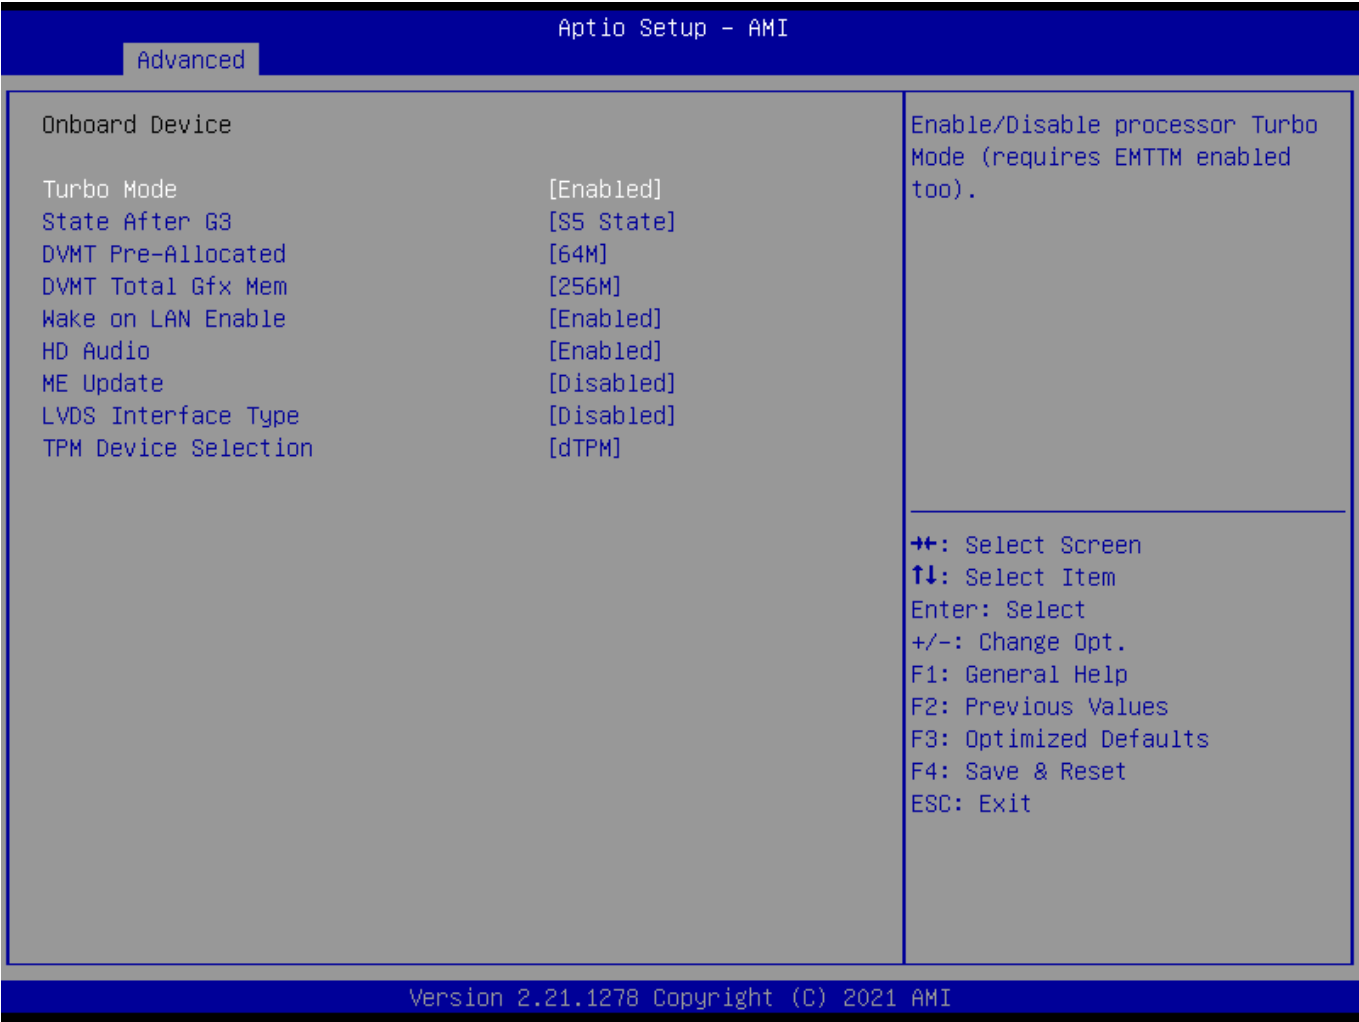 Aptio Setup – AMI
Advanced
Onboard Device
Turbo Mode [Enabled]
State After G3 [S5 State]
DVMT Pre-Allocated [64M]
DVMT Total Gfx Mem [256M]
Wake on LAN Enable [Enabled]
HD Audio [Enabled]
ME Update [Disabled]
LVDS Interface Type [Disabled]
TPM Device Selection [dTPM]
Enable/Disable processor Turbo
Mode (requires EMTTM enabled
too).
→←: Select Screen
↑↓: Select Item
Enter: Select
+/-: Change Opt.
F1: General Help
F2: Previous Values
F3: Optimized Defaults
F4: Save & Reset
ESC: Exit
Version 2.21.1278 Copyright (C) 2021 AMI